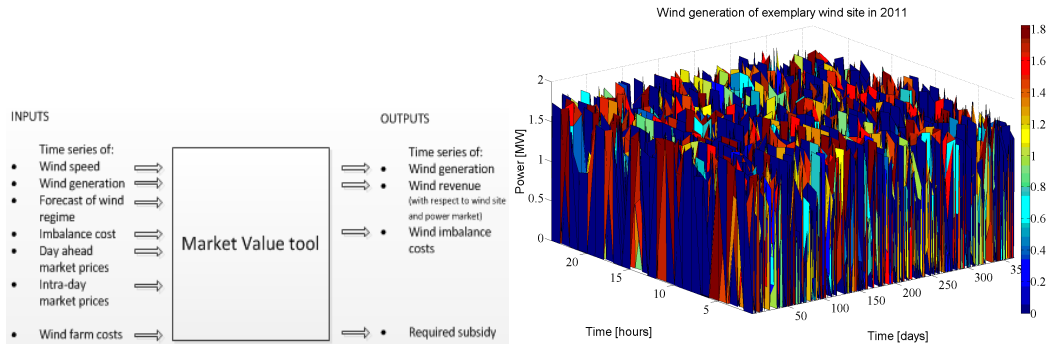 INPUTS
Time series of:
• Wind speed
• Wind generation
• Forecast of wind
regime
• Imbalance cost
• Day ahead
market prices
• Intra-day
market prices
• Wind farm costs
Market Value tool
OUTPUTS
Time series of:
• Wind generation
• Wind revenue
(with respect to wind site
and power market)
• Wind imbalance
costs
• Required subsidy
Wind generation of exemplary wind site in 2011
Power [MW]
2
1.5
1
0.5
0
20
15
10
5
Time [hours]
50
100
150
200
250
300
35
Time [days]
1.8
1.6
1.4
1.2
1
0.8
0.6
0.4
0.2
0